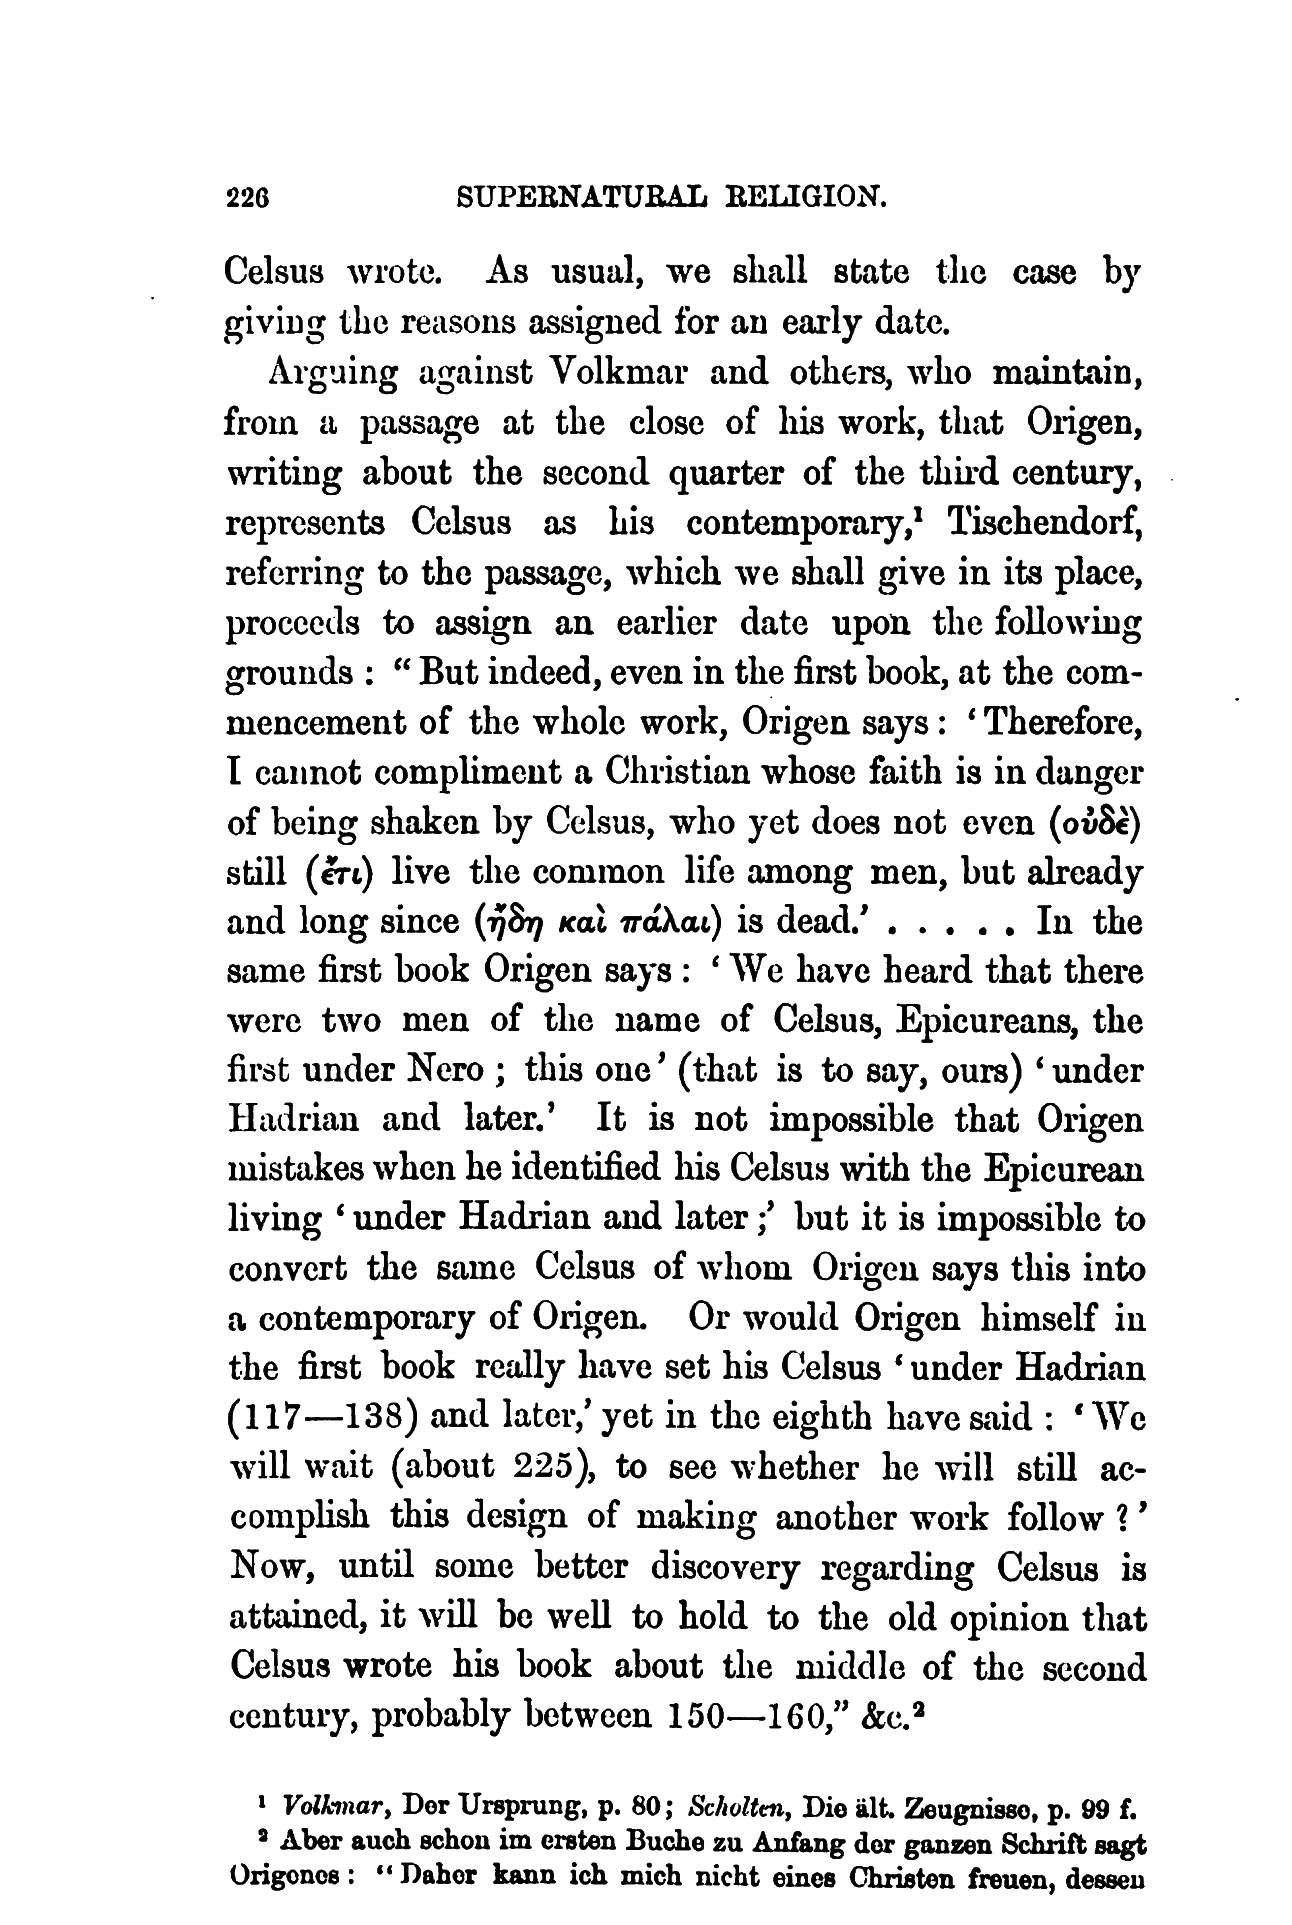 226 SUPERNATURAL RELIGION.
Celsus wrote. As usual, we shall state the case by
giving the reasons assigned for an early date.
Arguing against Volkmar and others, who maintain,
from a passage at the close of his work, that Origen,
writing about the second quarter of the third century,
represents Celsus as his contemporary,¹ Tischendorf,
referring to the passage, which we shall give in its place,
proceeds to assign an earlier date upon the following
grounds : “ But indeed, even in the first book, at the com-
mencement of the whole work, Origen says : ‘ Therefore,
I cannot compliment a Christian whose faith is in danger
of being shaken by Celsus, who yet does not even (οὐδὲ)
still (ἔτι) live the common life among men, but already
and long since (ἤδη καὶ πάλαι) is dead.’ . . . . . In the
same first book Origen says : ‘ We have heard that there
were two men of the name of Celsus, Epicureans, the
first under Nero ; this one ’ (that is to say, ours) ‘ under
Hadrian and later.’ It is not impossible that Origen
mistakes when he identified his Celsus with the Epicurean
living ‘ under Hadrian and later ;’ but it is impossible to
convert the same Celsus of whom Origen says this into
a contemporary of Origen. Or would Origen himself in
the first book really have set his Celsus ‘ under Hadrian
(117—138) and later,’ yet in the eighth have said : ‘ We
will wait (about 225), to see whether he will still ac-
complish this design of making another work follow ? ’
Now, until some better discovery regarding Celsus is
attained, it will be well to hold to the old opinion that
Celsus wrote his book about the middle of the second
century, probably between 150—160,” &c.²
¹ Volkmar, Der Ursprung, p. 80 ; Scholten, Die ält. Zeugnisse, p. 99 f.
² Aber auch schon im ersten Buche zu Anfang der ganzen Schrift sagt
Origenes : “ Daher kann ich mich nicht eines Christen freuen, dessen